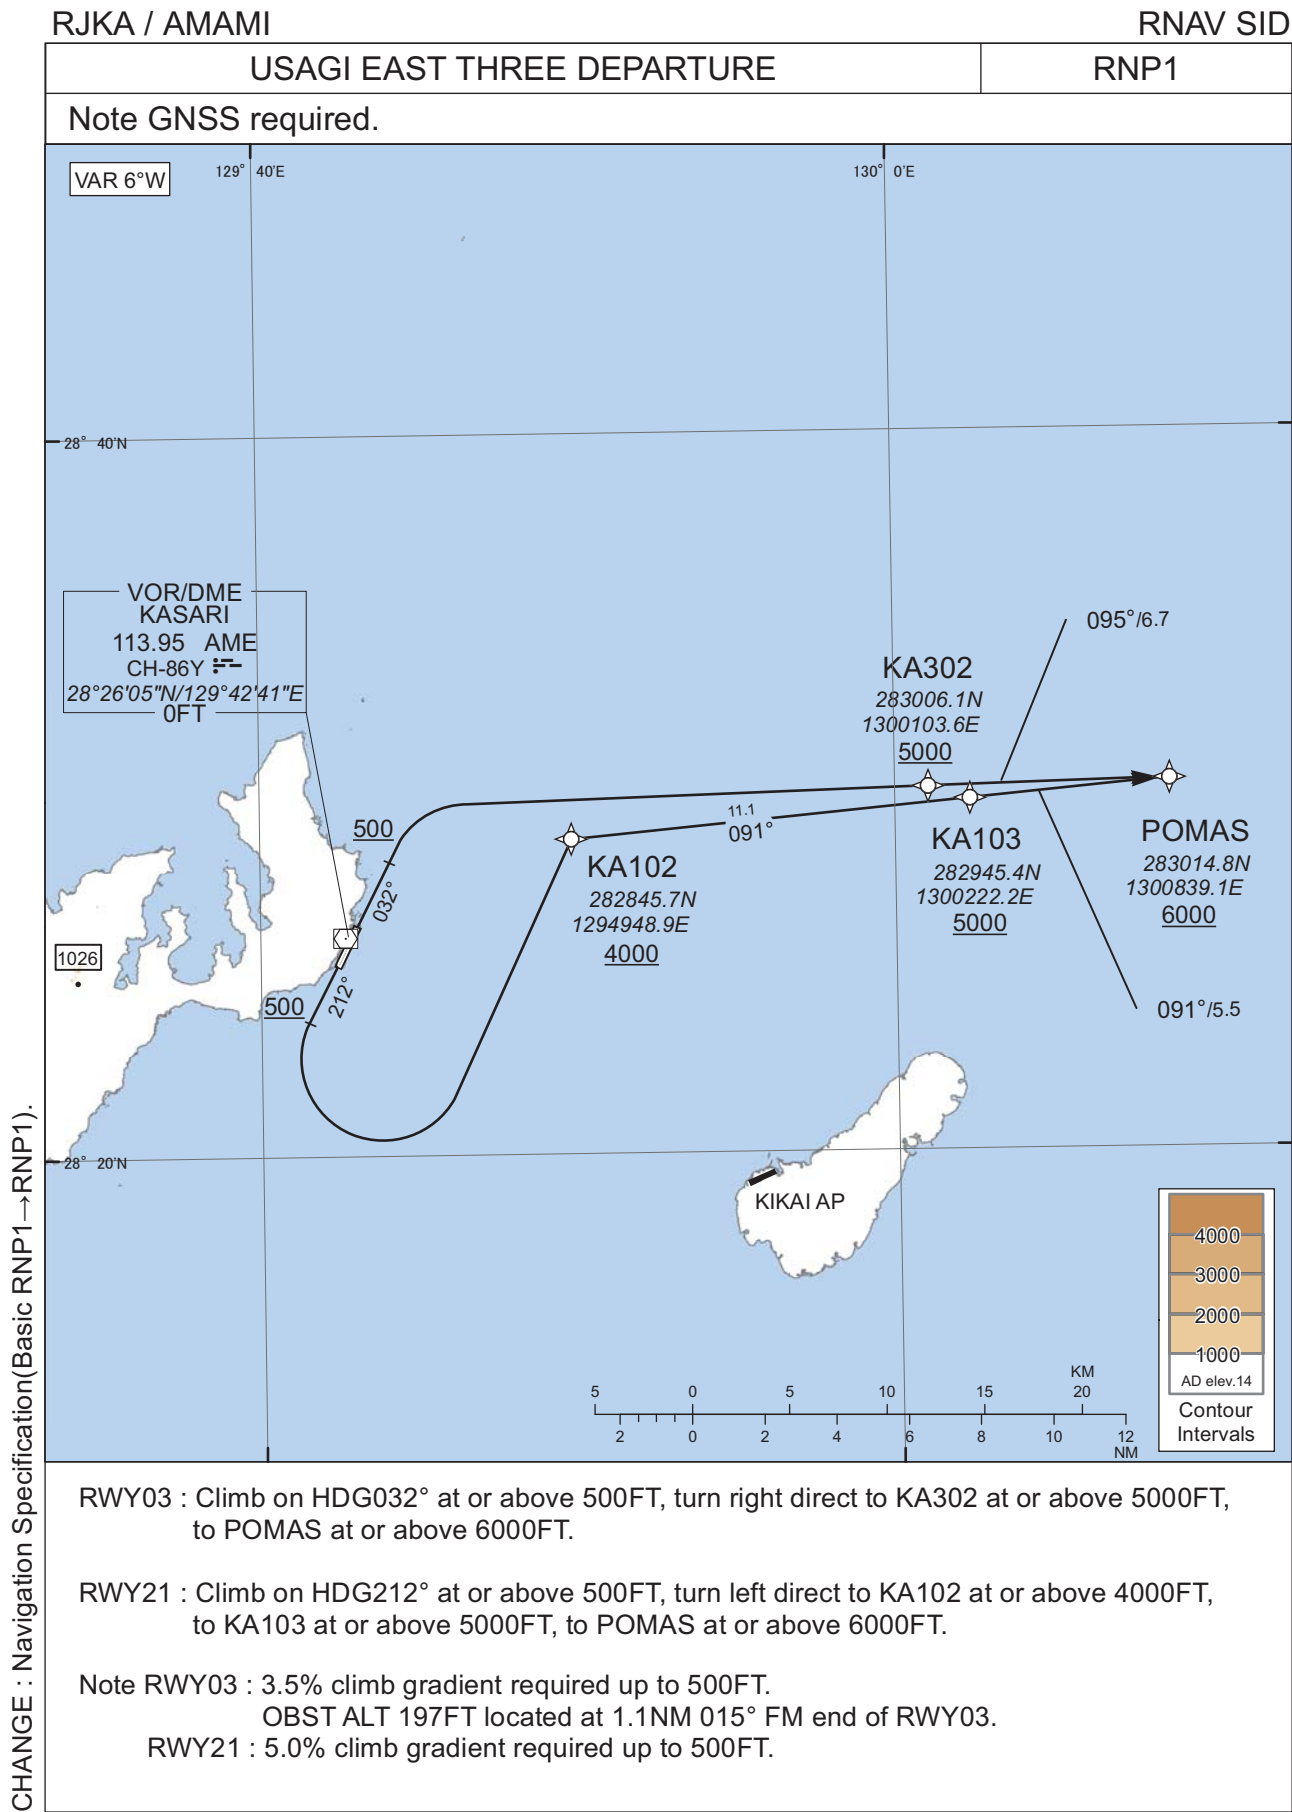 RJKA / AMAMI
RNAV SID
USAGI EAST THREE DEPARTURE
RNP1
Note GNSS required.
VAR 6°W
129° 40'E
130° 0'E
28° 40'N
VOR/DME
KASARI
113.95 AME
CH-86Y
28°26'05"N/129°42'41"E
0FT
095°/6.7
KA302
283006.1N
1300103.6E
5000
500
032°
11.1
091°
KA102
282845.7N
1294948.9E
4000
KA103
282945.4N
1300222.2E
5000
POMAS
283014.8N
1300839.1E
6000
1026
500
212°
091°/5.5
28° 20'N
KIKAI AP
4000
3000
2000
1000
AD elev.14
Contour
Intervals
KM
5 0 5 10 15 20
2 0 2 4 6 8 10 12
NM
RWY03 : Climb on HDG032° at or above 500FT, turn right direct to KA302 at or above 5000FT,
to POMAS at or above 6000FT.
RWY21 : Climb on HDG212° at or above 500FT, turn left direct to KA102 at or above 4000FT,
to KA103 at or above 5000FT, to POMAS at or above 6000FT.
Note RWY03 : 3.5% climb gradient required up to 500FT.
OBST ALT 197FT located at 1.1NM 015° FM end of RWY03.
RWY21 : 5.0% climb gradient required up to 500FT.
CHANGE : Navigation Specification(Basic RNP1→RNP1).